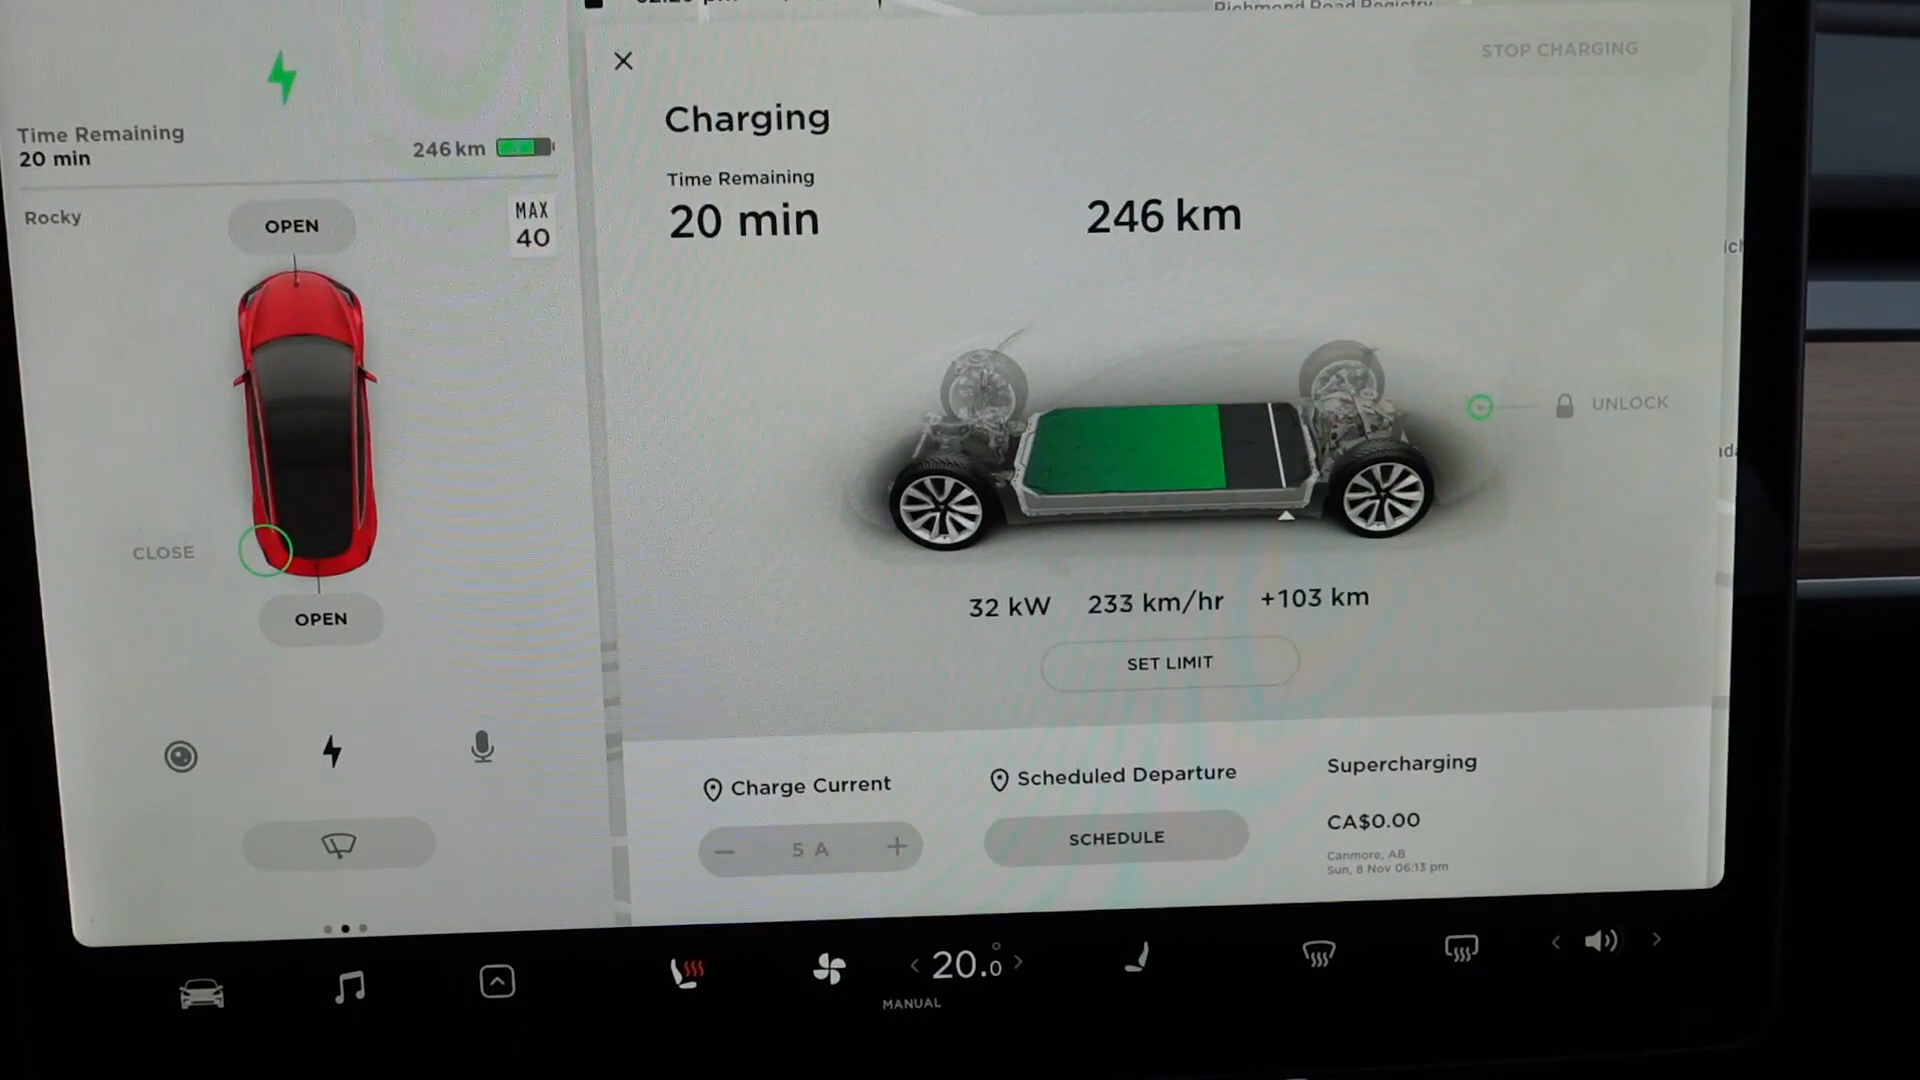 STOP CHARGING
Charging
Time Remaining
20 min
246 km
Time Remaining
20 min
246 km
Rocky
OPEN
MAX
40
CLOSE
OPEN
UNLOCK
32 kW 233 km/hr +103 km
SET LIMIT
Charge Current
5 A
Scheduled Departure
SCHEDULE
Supercharging
CA$0.00
Canmore, AB
Sun, 8 Nov 06:13 pm
20.0
MANUAL